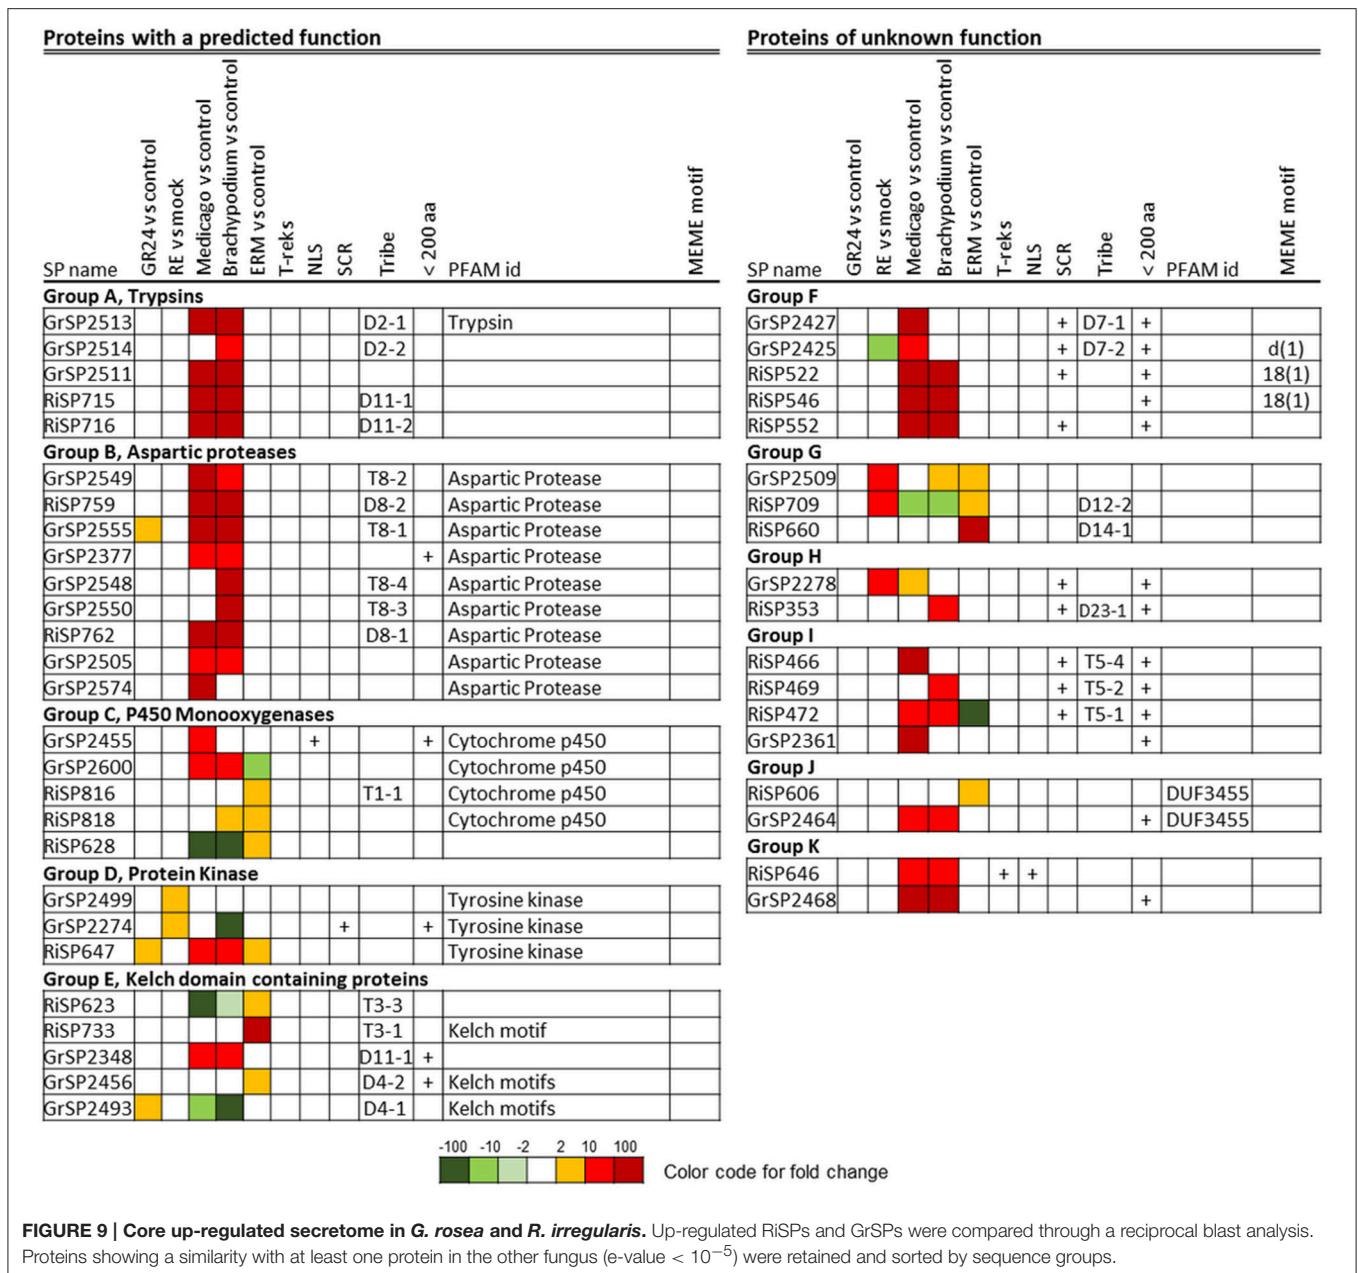 Proteins with a predicted function
SP name
GR24 vs control
RE vs mock
Medicago vs control
Brachypodium vs control
ERM vs control
T-reks
NLS
SCR
Tribe
< 200 aa
PFAM id
MEME motif
Group A, Trypsins
GrSP2513 D2-1 Trypsin
GrSP2514 D2-2
GrSP2511
RiSP715 D11-1
RiSP716 D11-2
Group B, Aspartic proteases
GrSP2549 T8-2 Aspartic Protease
RiSP759 D8-2 Aspartic Protease
GrSP2555 T8-1 Aspartic Protease
GrSP2377 + Aspartic Protease
GrSP2548 T8-4 Aspartic Protease
GrSP2550 T8-3 Aspartic Protease
RiSP762 D8-1 Aspartic Protease
GrSP2505 Aspartic Protease
GrSP2574 Aspartic Protease
Group C, P450 Monooxygenases
GrSP2455 + + Cytochrome p450
GrSP2600 Cytochrome p450
RiSP816 T1-1 Cytochrome p450
RiSP818 Cytochrome p450
RiSP628
Group D, Protein Kinase
GrSP2499 Tyrosine kinase
GrSP2274 + + Tyrosine kinase
RiSP647 Tyrosine kinase
Group E, Kelch domain containing proteins
RiSP623 T3-3
RiSP733 T3-1 Kelch motif
GrSP2348 D11-1 +
GrSP2456 D4-2 + Kelch motifs
GrSP2493 D4-1 Kelch motifs
Proteins of unknown function
SP name
GR24 vs control
RE vs mock
Medicago vs control
Brachypodium vs control
ERM vs control
T-reks
NLS
SCR
Tribe
< 200 aa
PFAM id
MEME motif
Group F
GrSP2427 + D7-1 +
GrSP2425 + D7-2 + d(1)
RiSP522 + + 18(1)
RiSP546 + 18(1)
RiSP552 + +
Group G
GrSP2509
RiSP709 D12-2
RiSP660 D14-1
Group H
GrSP2278 + +
RiSP353 + D23-1 +
Group I
RiSP466 + T5-4 +
RiSP469 + T5-2 +
RiSP472 + T5-1 +
GrSP2361 +
Group J
RiSP606 DUF3455
GrSP2464 + DUF3455
Group K
RiSP646 + +
GrSP2468 +
-100 -10 -2 2 10 100
Color code for fold change
FIGURE 9 | Core up-regulated secretome in G. rosea and R. irregularis. Up-regulated RiSPs and GrSPs were compared through a reciprocal blast analysis.
Proteins showing a similarity with at least one protein in the other fungus (e-value < 10⁻⁵) were retained and sorted by sequence groups.